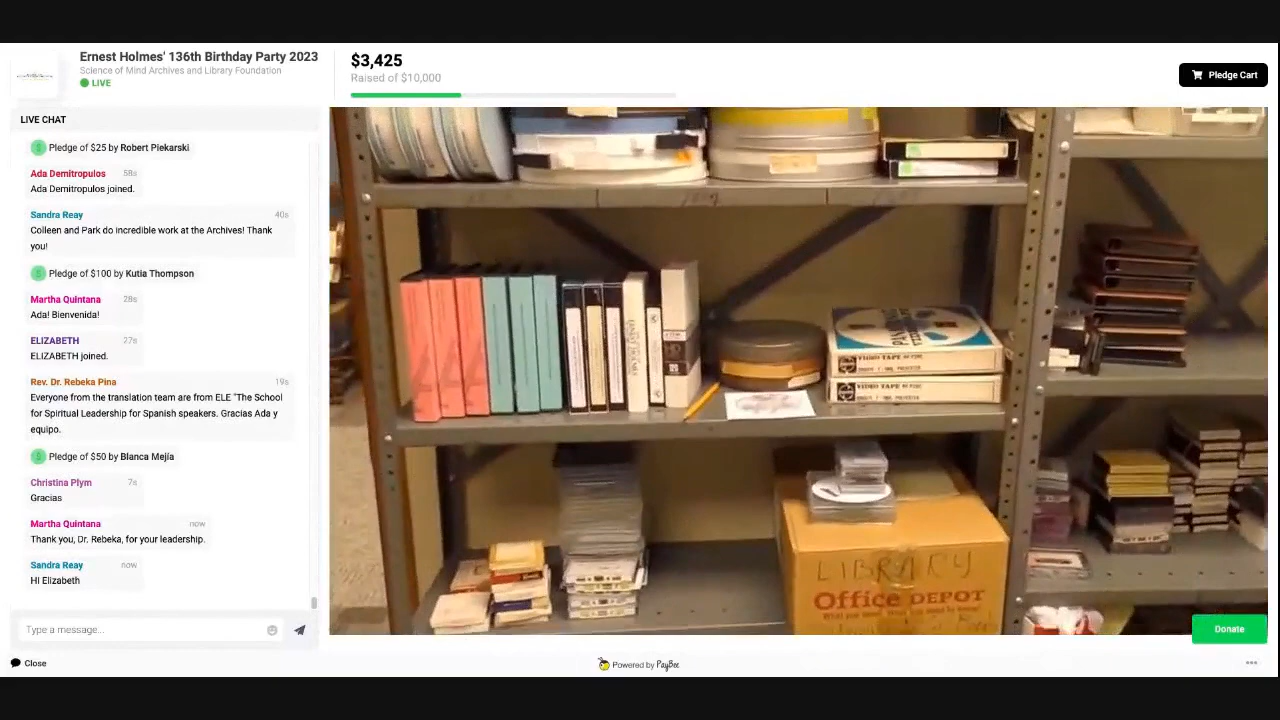 Ernest Holmes' 136th Birthday Party 2023
Science of Mind Archives and Library Foundation
LIVE
$3,425
Raised of $10,000
Pledge Cart
LIVE CHAT
Pledge of $25 by Robert Piekarski
Ada Demitropulos 58s
Ada Demitropulos joined.
Sandra Reay 40s
Colleen and Park do incredible work at the Archives! Thank
you!
Pledge of $100 by Kutia Thompson
Martha Quintana 28s
Ada! Bienvenida!
ELIZABETH 27s
ELIZABETH joined.
Rev. Dr. Rebeka Pina 19s
Everyone from the translation team are from ELE "The School
for Spiritual Leadership for Spanish speakers. Gracias Ada y
equipo.
Pledge of $50 by Blanca Mejía
Christina Plym 7s
Gracias
Martha Quintana now
Thank you, Dr. Rebeka, for your leadership.
Sandra Reay now
HI Elizabeth
Type a message...
Close
VIDEO TAPE
VIDEO TAPE
LIBRARY
Office DEPOT
Donate
Powered by PayBee